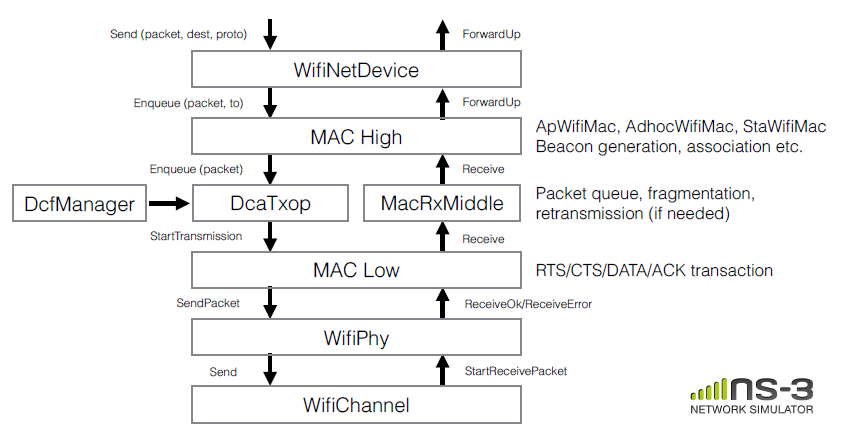 Send (packet, dest, proto)
ForwardUp
WifiNetDevice
Enqueue (packet, to)
ForwardUp
MAC High
ApWifiMac, AdhocWifiMac, StaWifiMac
Beacon generation, association etc.
Enqueue (packet)
Receive
DcfManager
DcaTxop
MacRxMiddle
Packet queue, fragmentation,
retransmission (if needed)
StartTransmission
Receive
MAC Low
RTS/CTS/DATA/ACK transaction
SendPacket
ReceiveOk/ReceiveError
WifiPhy
Send
StartReceivePacket
WifiChannel
ns-3
NETWORK SIMULATOR